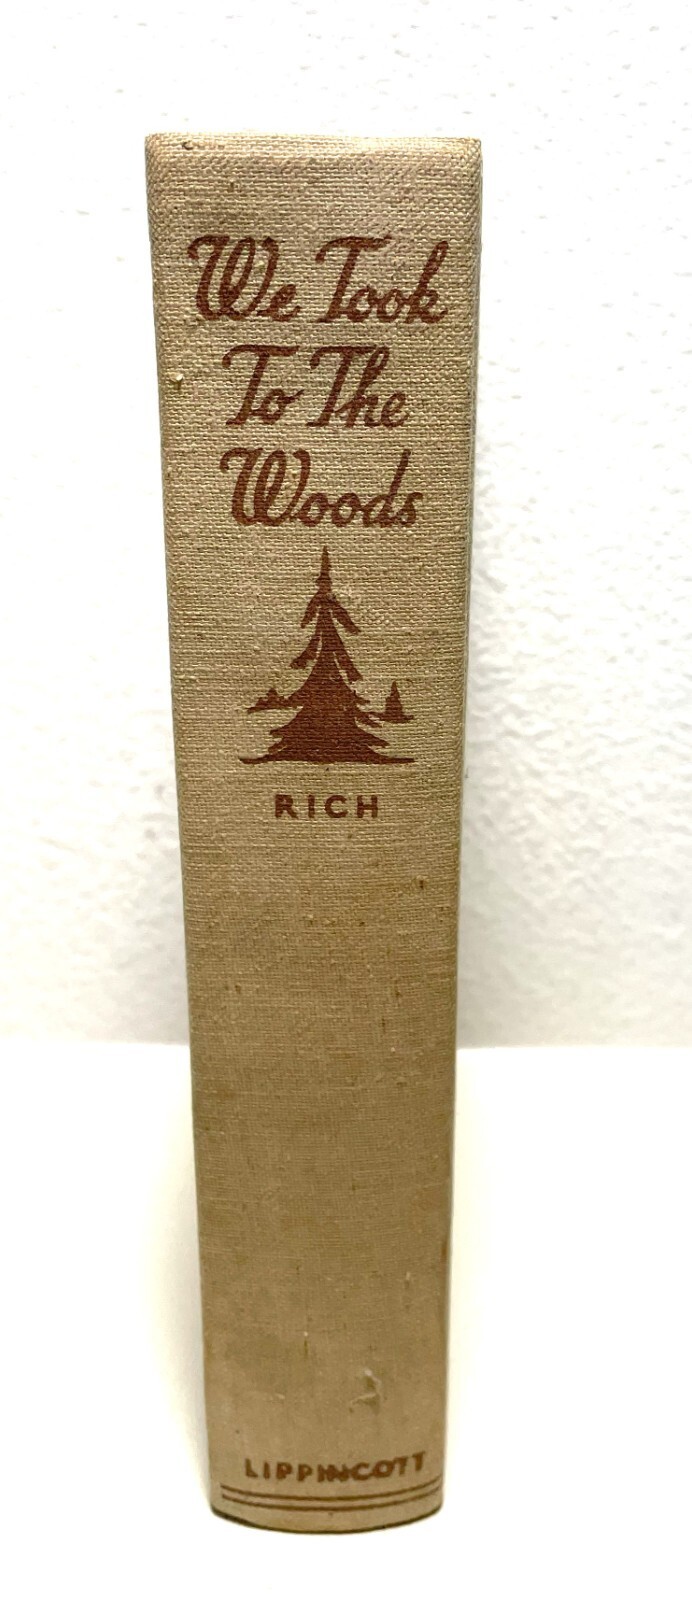 We Took
To The
Woods
RICH
LIPPINCOTT